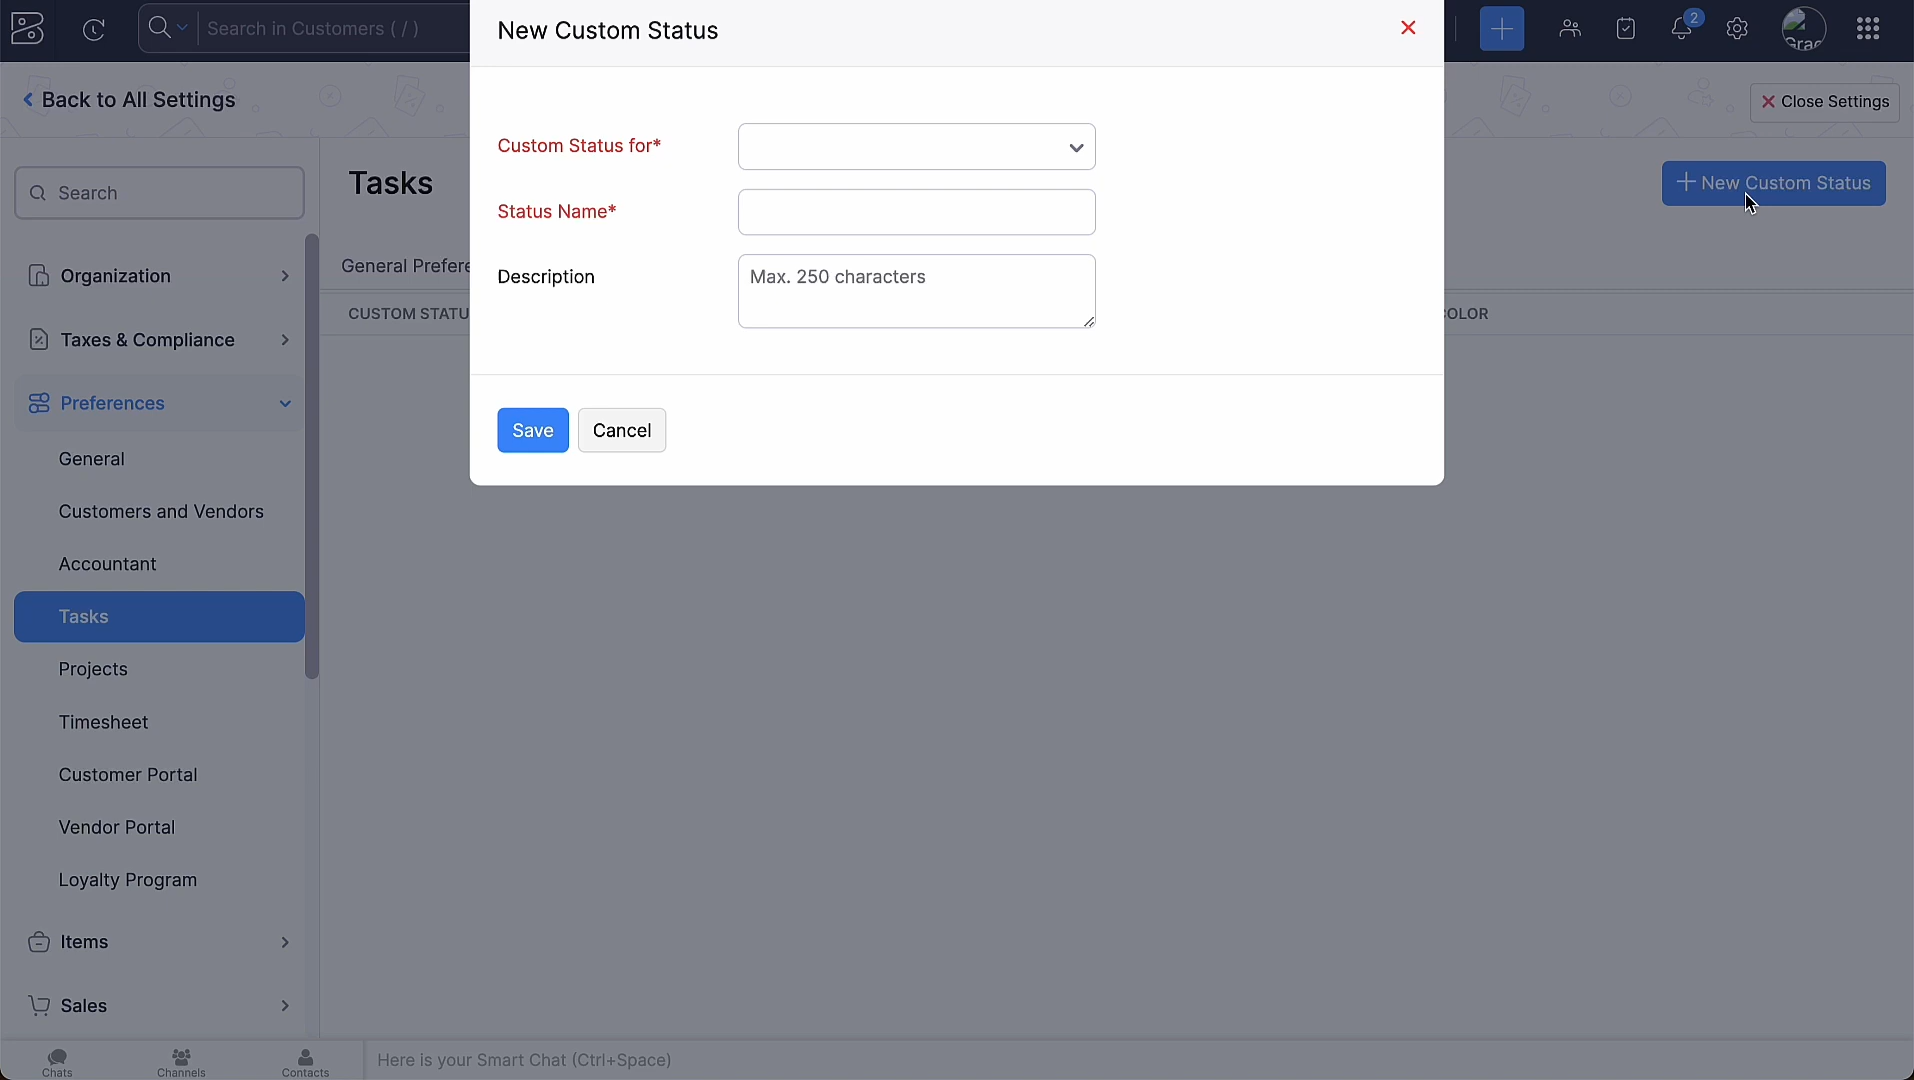 Search in Customers ( / )
New Custom Status
2
Grac
Back to All Settings
Close Settings
Search
Organization
Taxes & Compliance
Preferences
General
Customers and Vendors
Accountant
Tasks
Projects
Timesheet
Customer Portal
Vendor Portal
Loyalty Program
Items
Sales
Tasks
New Custom Status
General Prefere
CUSTOM STATU
OLOR
Custom Status for*
Status Name*
Description
Max. 250 characters
Save
Cancel
Chats
Channels
Contacts
Here is your Smart Chat (Ctrl+Space)